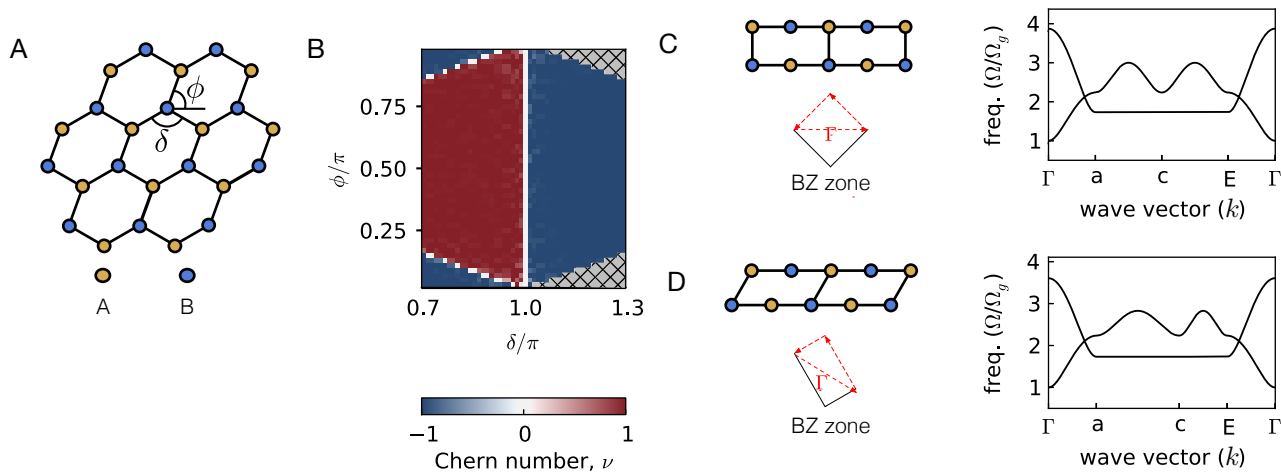 A
ϕ
δ
A
B
B
ϕ/π
0.75
0.50
0.25
0.7
1.0
1.3
δ/π
−1
0
1
Chern number, ν
C
Γ
BZ zone
freq. (Ω/Ω_g)
4
3
2
1
Γ
a
c
E
Γ
wave vector (k)
D
Γ
BZ zone
freq. (Ω/Ω_g)
4
3
2
1
Γ
a
c
E
Γ
wave vector (k)